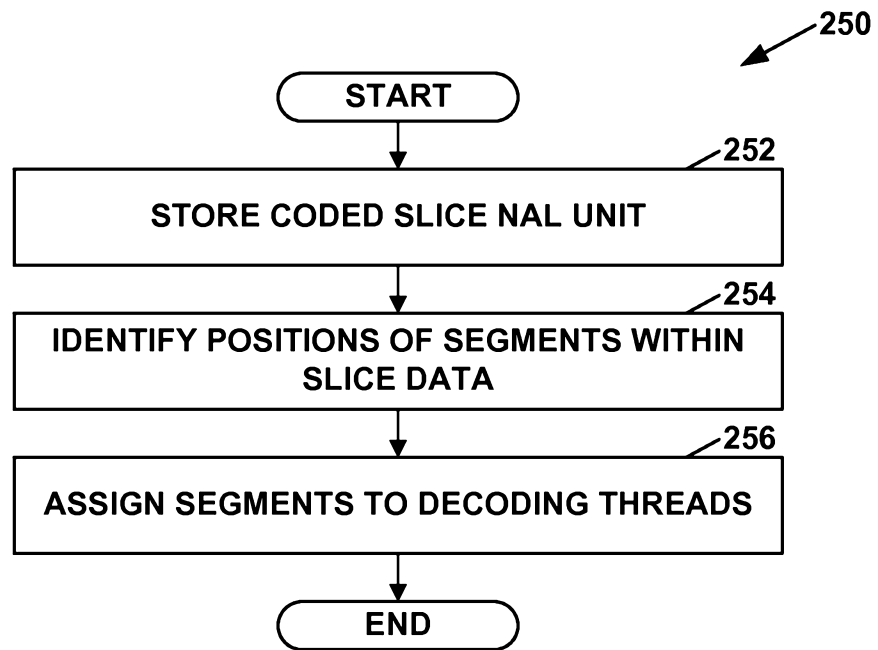 250
START
252
STORE CODED SLICE NAL UNIT
254
IDENTIFY POSITIONS OF SEGMENTS WITHIN
SLICE DATA
256
ASSIGN SEGMENTS TO DECODING THREADS
END